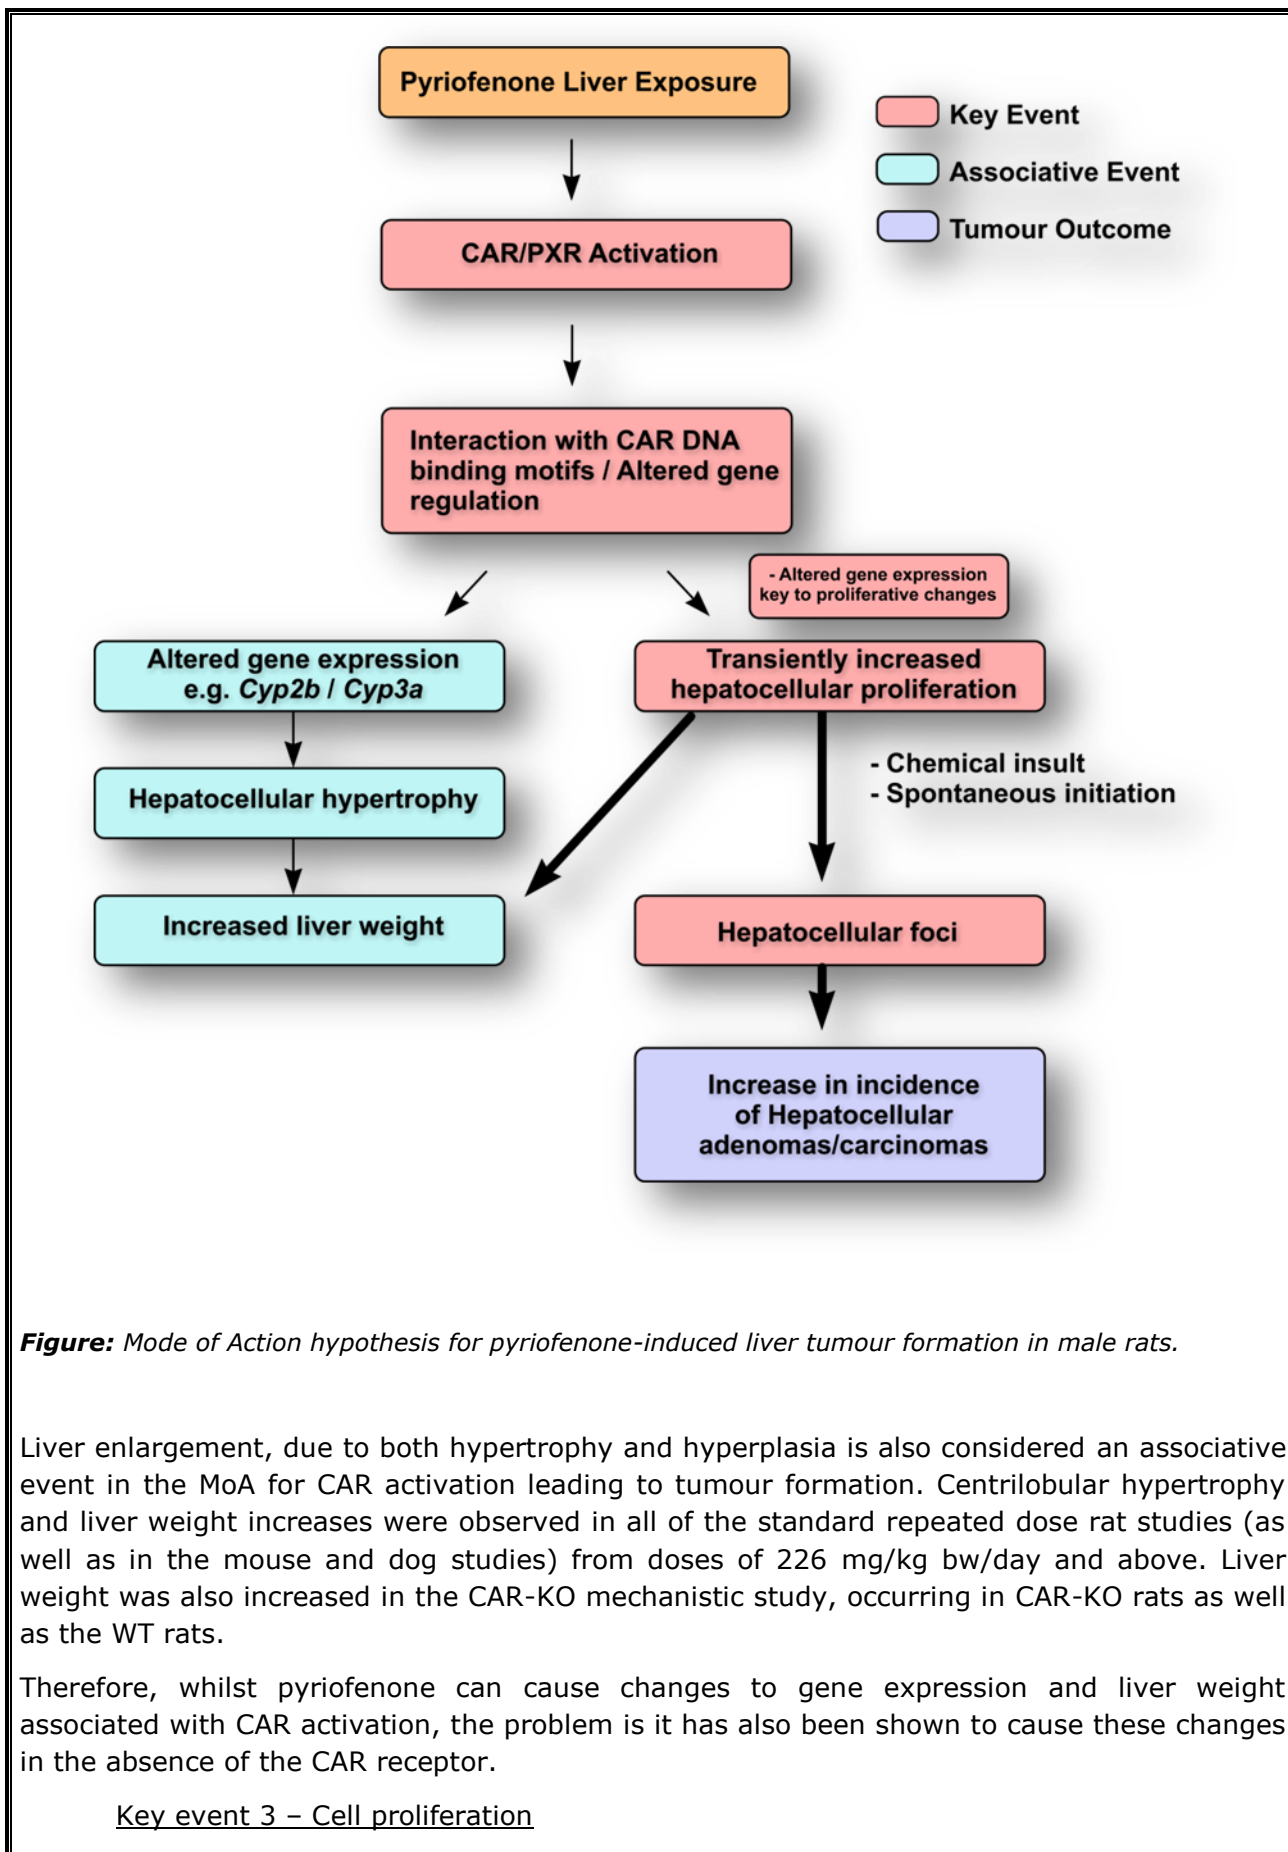 Pyriofenone Liver Exposure
Key Event
Associative Event
Tumour Outcome
CAR/PXR Activation
Interaction with CAR DNA
binding motifs / Altered gene
regulation
- Altered gene expression
key to proliferative changes
Altered gene expression
e.g. Cyp2b / Cyp3a
Transiently increased
hepatocellular proliferation
- Chemical insult
- Spontaneous initiation
Hepatocellular hypertrophy
Increased liver weight
Hepatocellular foci
Increase in incidence
of Hepatocellular
adenomas/carcinomas
Figure: Mode of Action hypothesis for pyriofenone-induced liver tumour formation in male rats.
Liver enlargement, due to both hypertrophy and hyperplasia is also considered an associative
event in the MoA for CAR activation leading to tumour formation. Centrilobular hypertrophy
and liver weight increases were observed in all of the standard repeated dose rat studies (as
well as in the mouse and dog studies) from doses of 226 mg/kg bw/day and above. Liver
weight was also increased in the CAR-KO mechanistic study, occurring in CAR-KO rats as well
as the WT rats.
Therefore, whilst pyriofenone can cause changes to gene expression and liver weight
associated with CAR activation, the problem is it has also been shown to cause these changes
in the absence of the CAR receptor.
Key event 3 – Cell proliferation